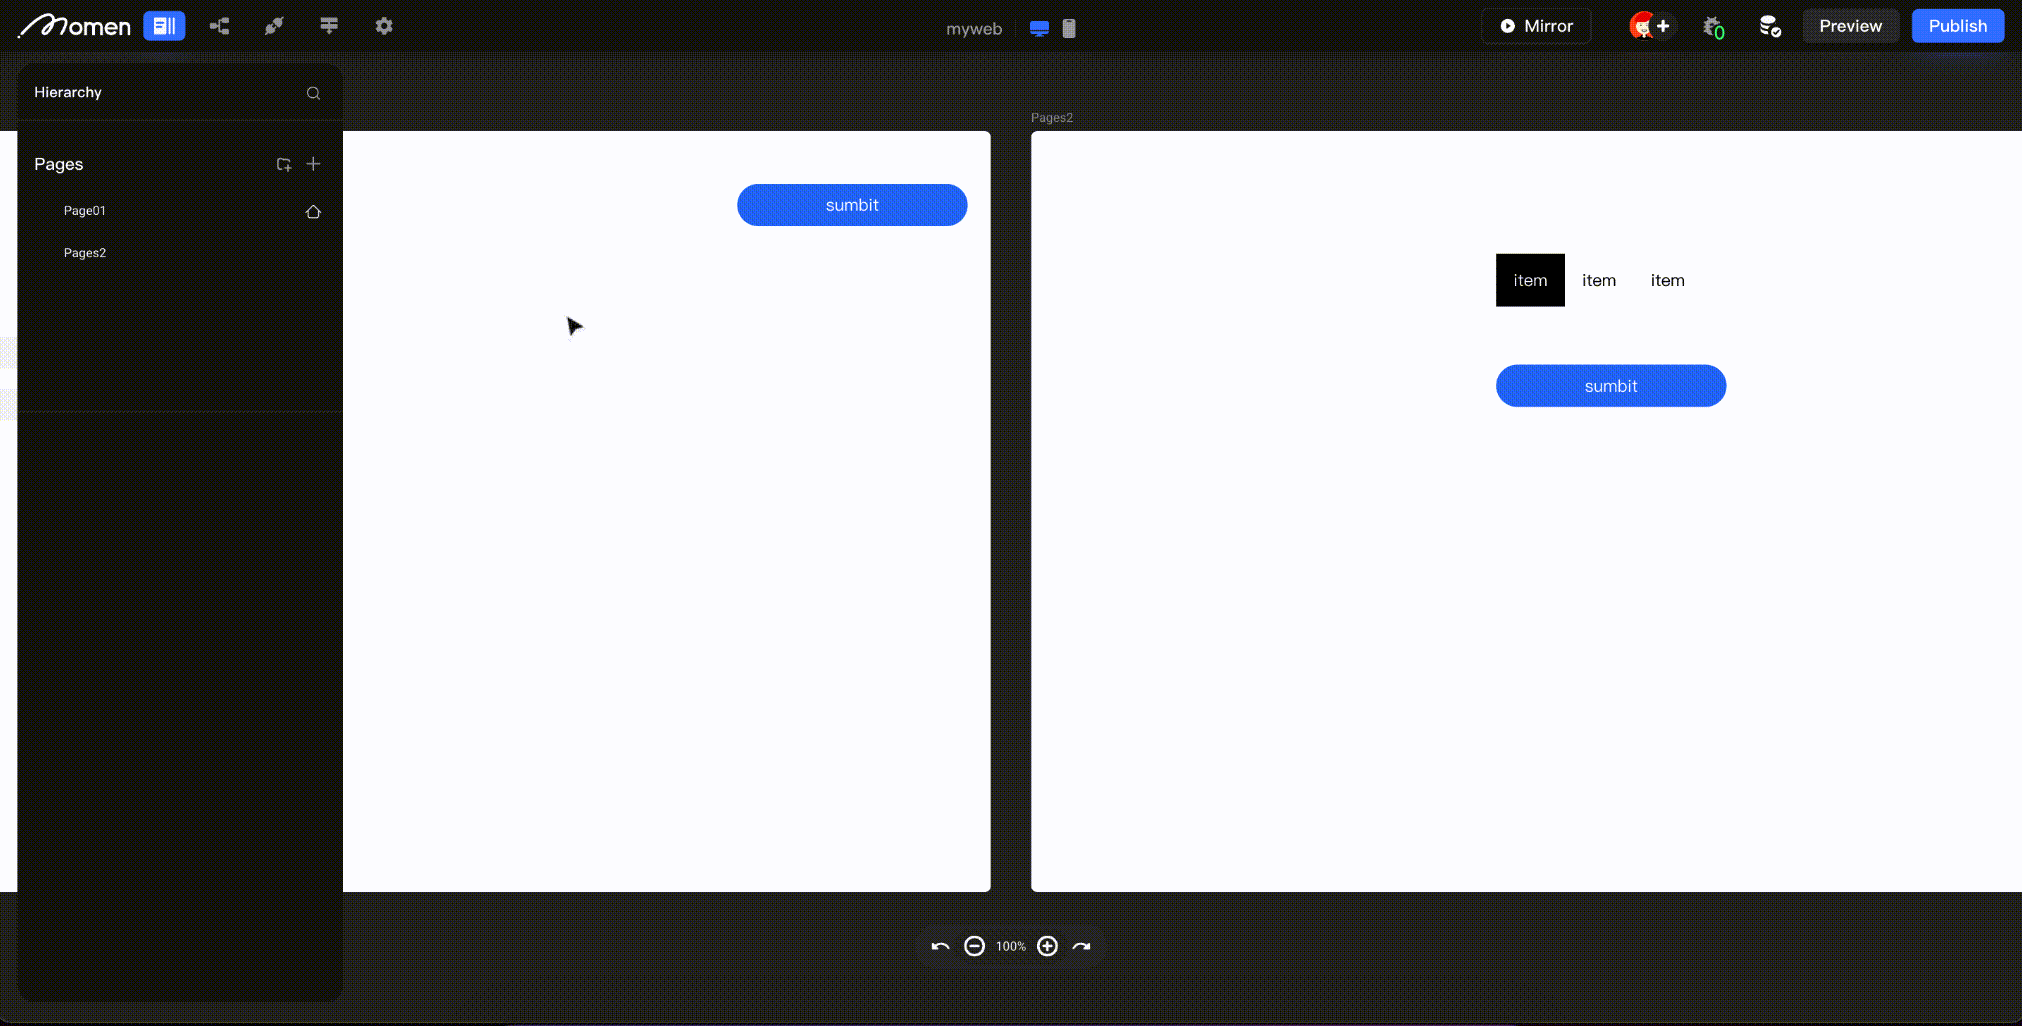 Momen
myweb
Mirror
0
Preview
Publish
Hierarchy
Pages
Page01
Pages2
sumbit
Pages2
item item item
sumbit
100%